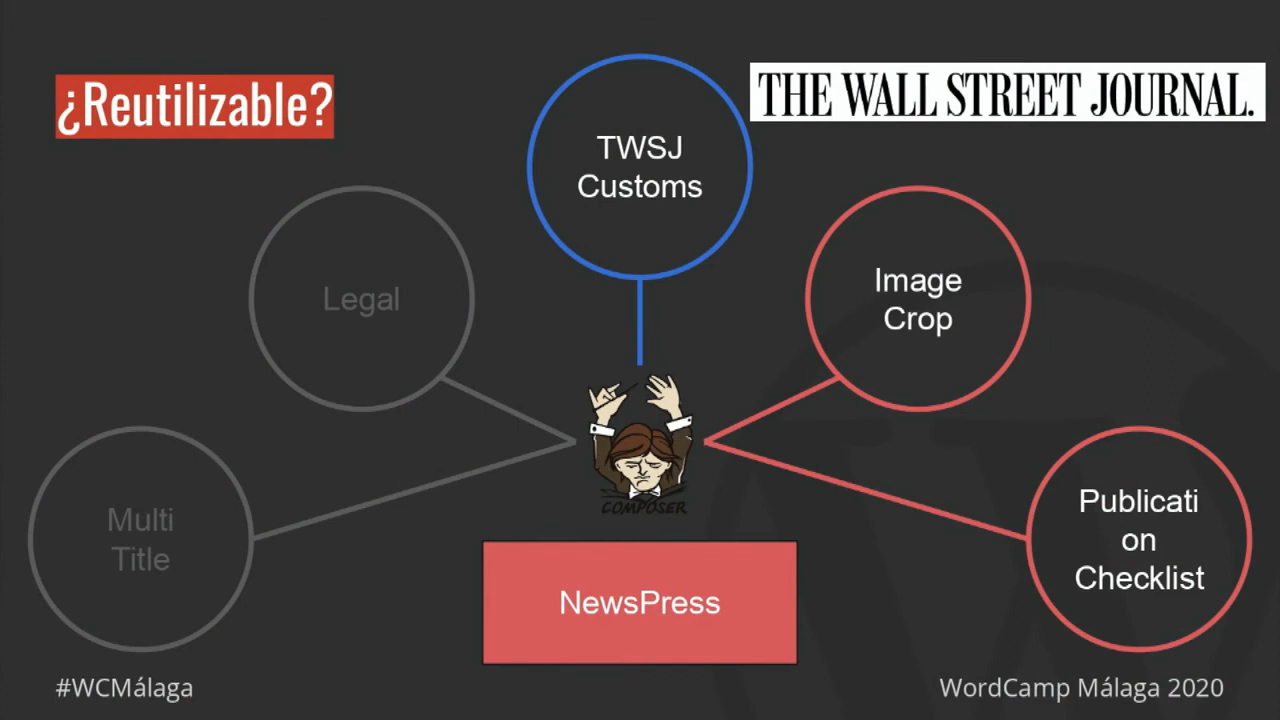 ¿Reutilizable?
THE WALL STREET JOURNAL.
TWSJ
Customs
Legal
Image
Crop
Multi
Title
COMPOSER
Publicati
on
Checklist
NewsPress
#WCMálaga
WordCamp Málaga 2020